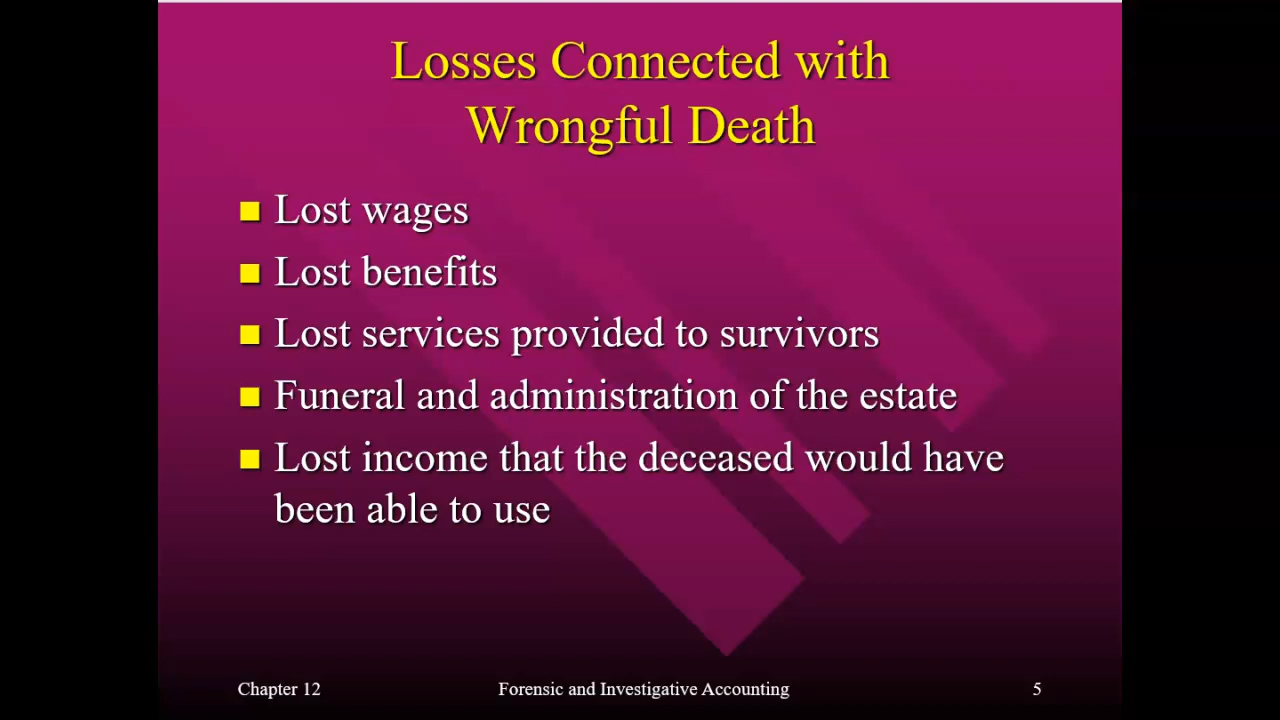 Losses Connected with
Wrongful Death
Lost wages
Lost benefits
Lost services provided to survivors
Funeral and administration of the estate
Lost income that the deceased would have
been able to use
Chapter 12
Forensic and Investigative Accounting
5